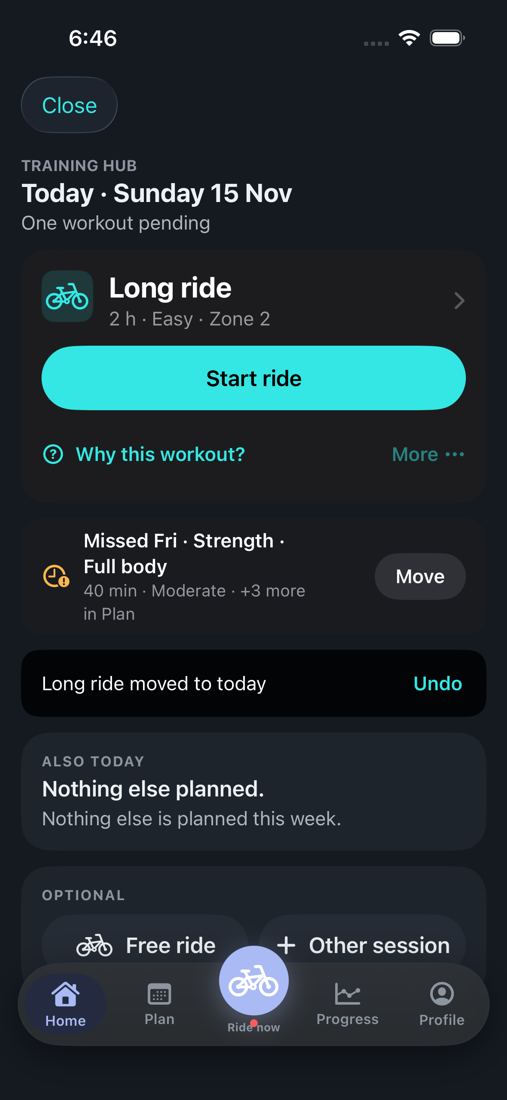 6:46
Close
TRAINING HUB
Today · Sunday 15 Nov
One workout pending
Long ride
2 h · Easy · Zone 2
Start ride
Why this workout?
More ···
Missed Fri · Strength ·
Full body
40 min · Moderate · +3 more
in Plan
Move
Long ride moved to today
Undo
ALSO TODAY
Nothing else planned.
Nothing else is planned this week.
OPTIONAL
Free ride
+ Other session
Home
Plan
Ride now
Progress
Profile